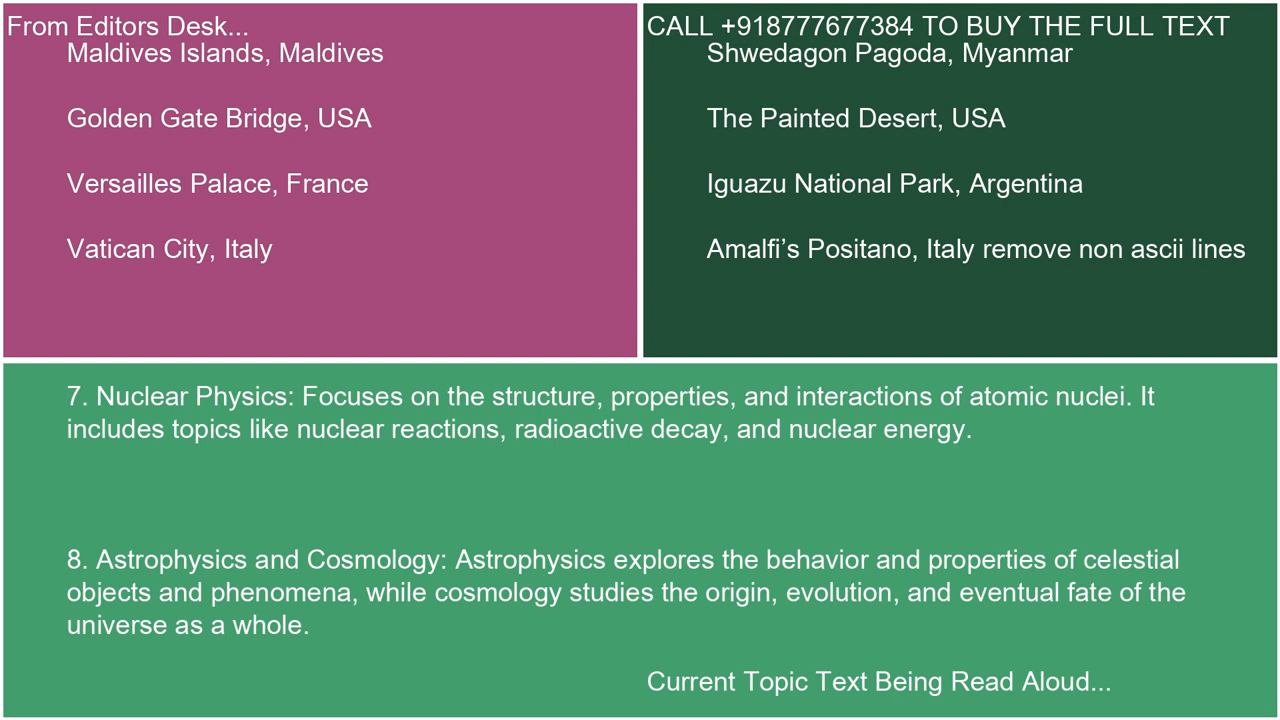 From Editors Desk...
Maldives Islands, Maldives
Golden Gate Bridge, USA
Versailles Palace, France
Vatican City, Italy
CALL +918777677384 TO BUY THE FULL TEXT
Shwedagon Pagoda, Myanmar
The Painted Desert, USA
Iguazu National Park, Argentina
Amalfi’s Positano, Italy remove non ascii lines
7. Nuclear Physics: Focuses on the structure, properties, and interactions of atomic nuclei. It
includes topics like nuclear reactions, radioactive decay, and nuclear energy.
8. Astrophysics and Cosmology: Astrophysics explores the behavior and properties of celestial
objects and phenomena, while cosmology studies the origin, evolution, and eventual fate of the
universe as a whole.
Current Topic Text Being Read Aloud...